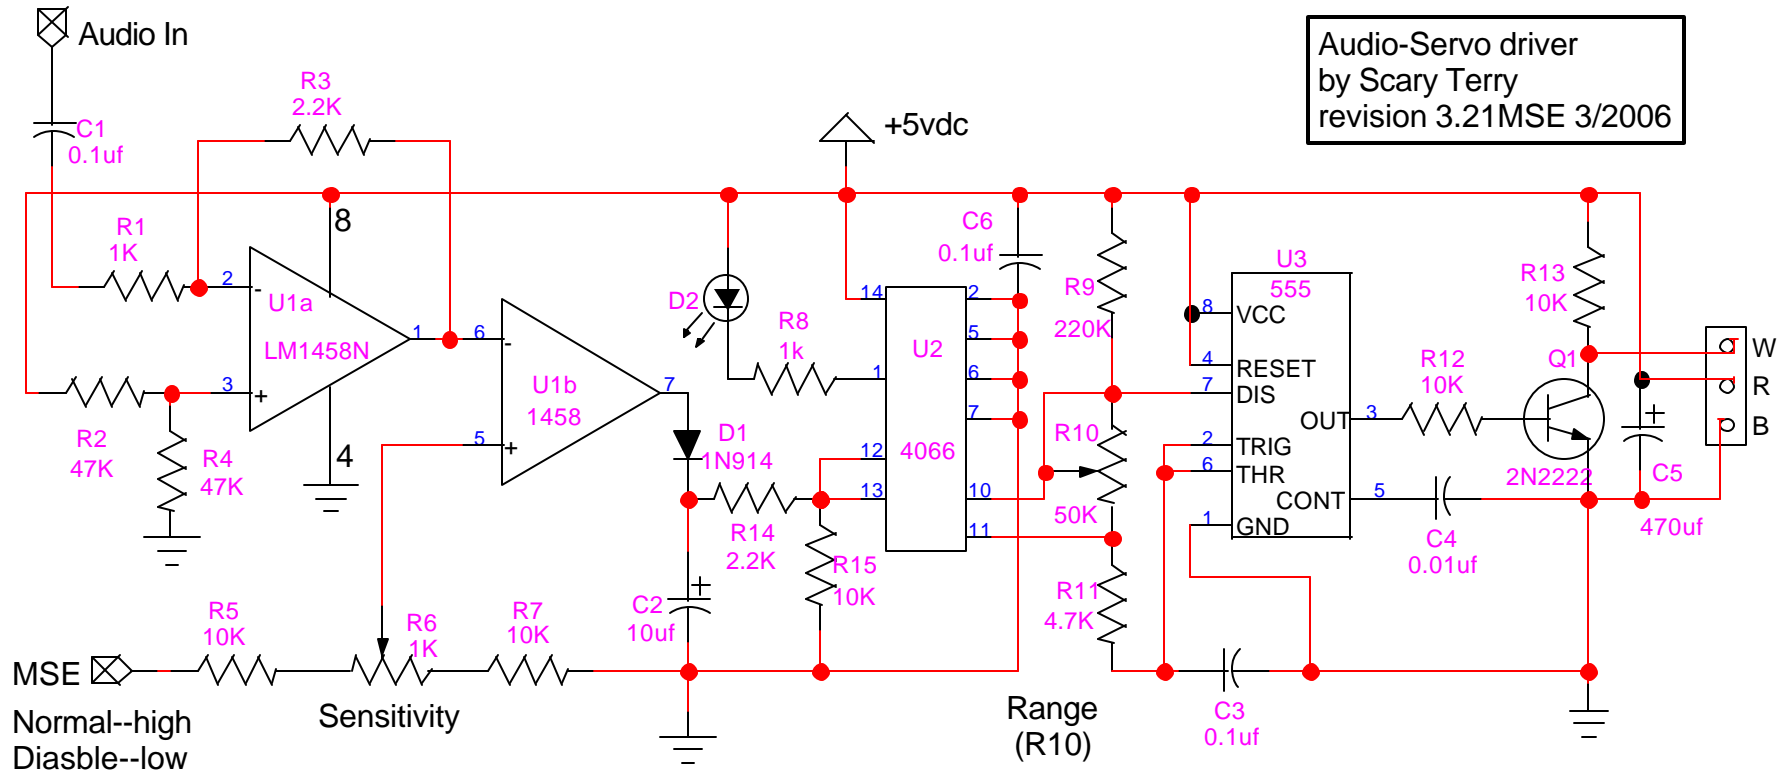 Audio In
Audio-Servo driver
by Scary Terry
revision 3.21MSE 3/2006
R3
2.2K
C1
0.1uf
+5vdc
8
R1
1K
C6
0.1uf
U3
555
R13
10K
2
-
U1a
LM1458N
1
3
+
4
R2
47K
R4
47K
6
-
U1b
1458
7
5
+
D2
R8
1k
14
2
5
U2
1
6
7
12
4066
13
10
11
R9
220K
R10
50K
8
VCC
4
RESET
7
DIS
OUT
3
2
TRIG
6
THR
CONT
5
1
GND
R12
10K
Q1
2N2222
W
R
B
C5
+
470uf
D1
1N914
R14
2.2K
R15
10K
C4
0.01uf
R11
4.7K
C2
10uf
+
R5
10K
R6
1K
R7
10K
MSE
Normal--high
Diasble--low
Sensitivity
Range
(R10)
C3
0.1uf